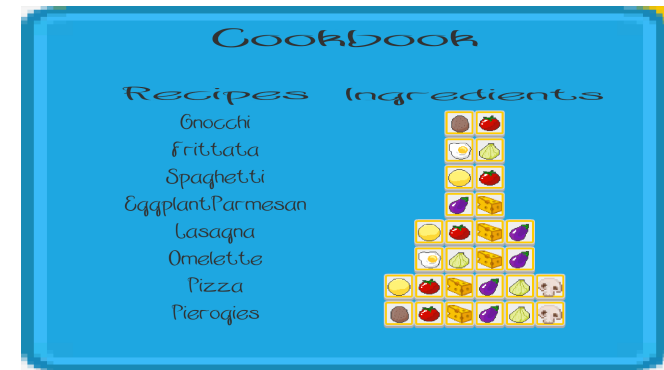 Cookbook
Recipes Ingredients
Gnocchi
Frittata
Spaghetti
EggplantParmesan
Lasagna
Omelette
Pizza
Pierogies